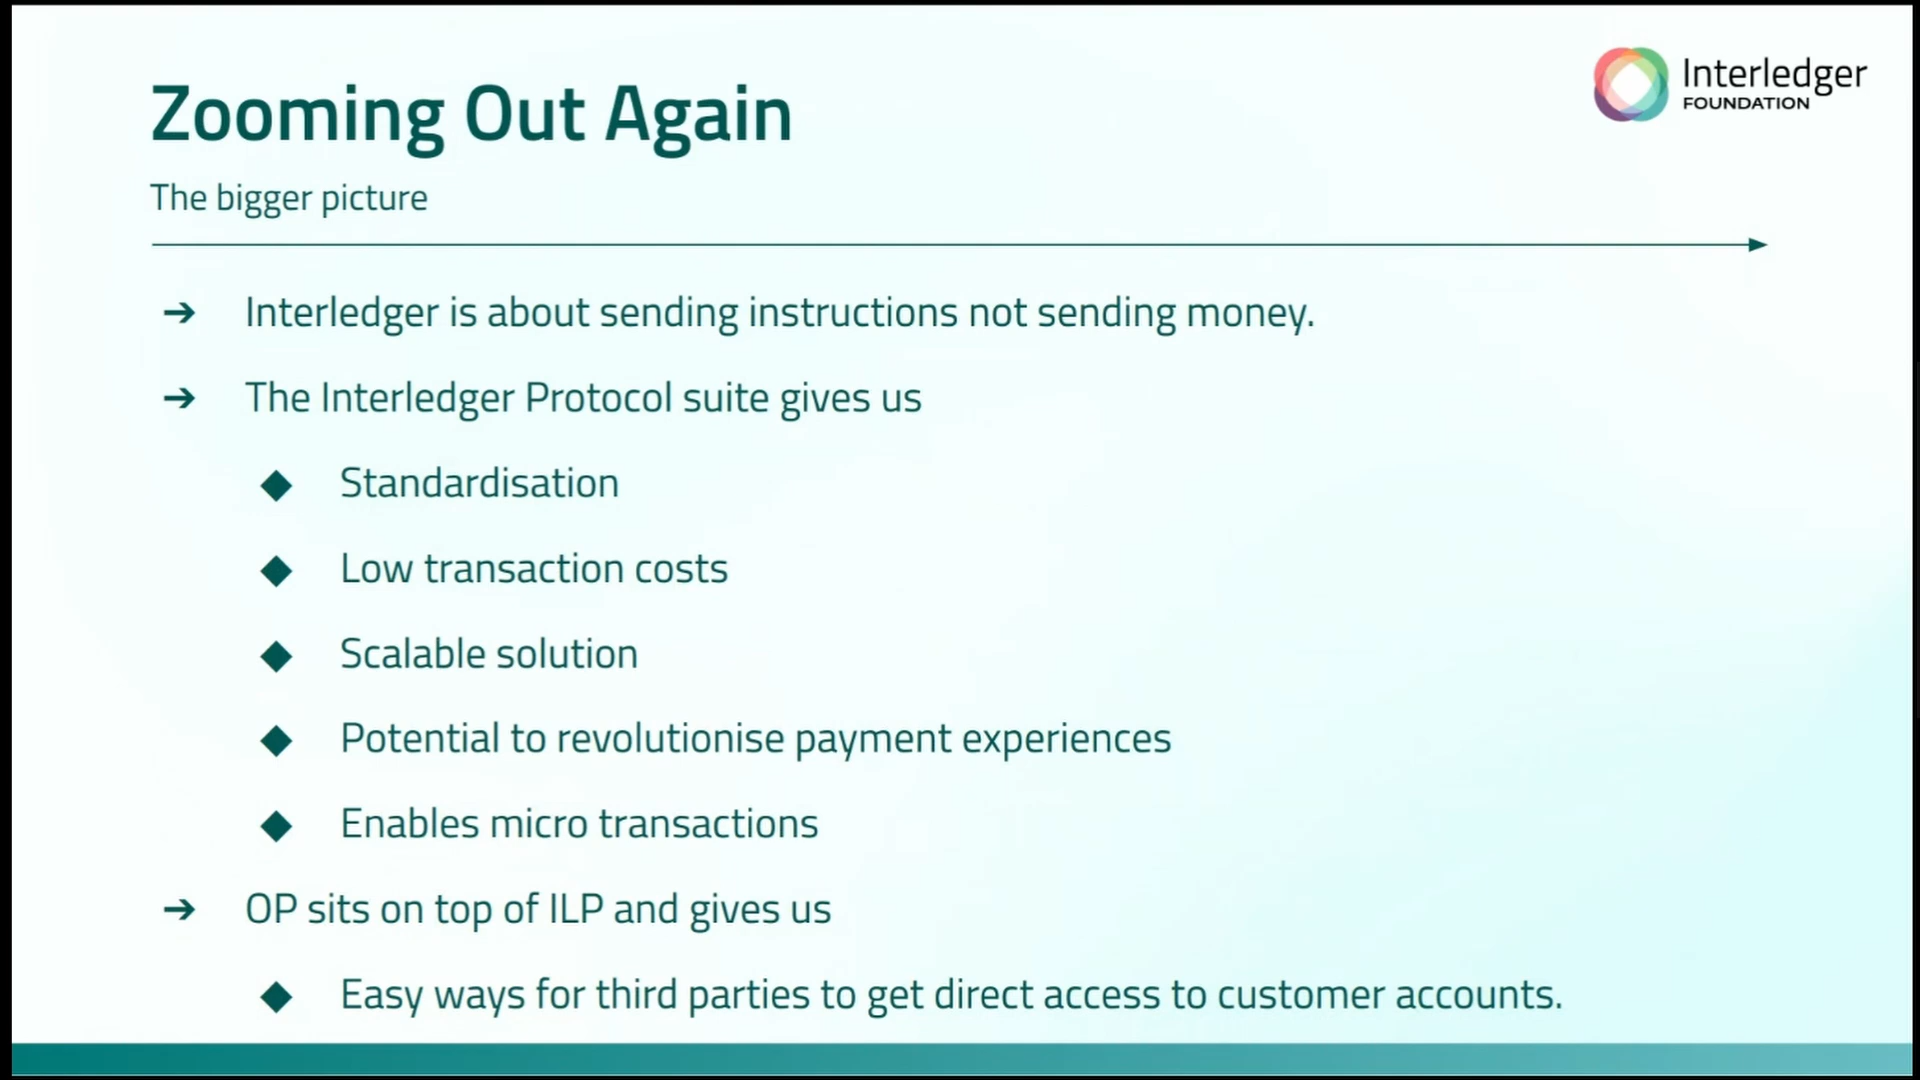 Zooming Out Again
Interledger
FOUNDATION
The bigger picture
➔ Interledger is about sending instructions not sending money.
➔ The Interledger Protocol suite gives us
◆ Standardisation
◆ Low transaction costs
◆ Scalable solution
◆ Potential to revolutionise payment experiences
◆ Enables micro transactions
➔ OP sits on top of ILP and gives us
◆ Easy ways for third parties to get direct access to customer accounts.